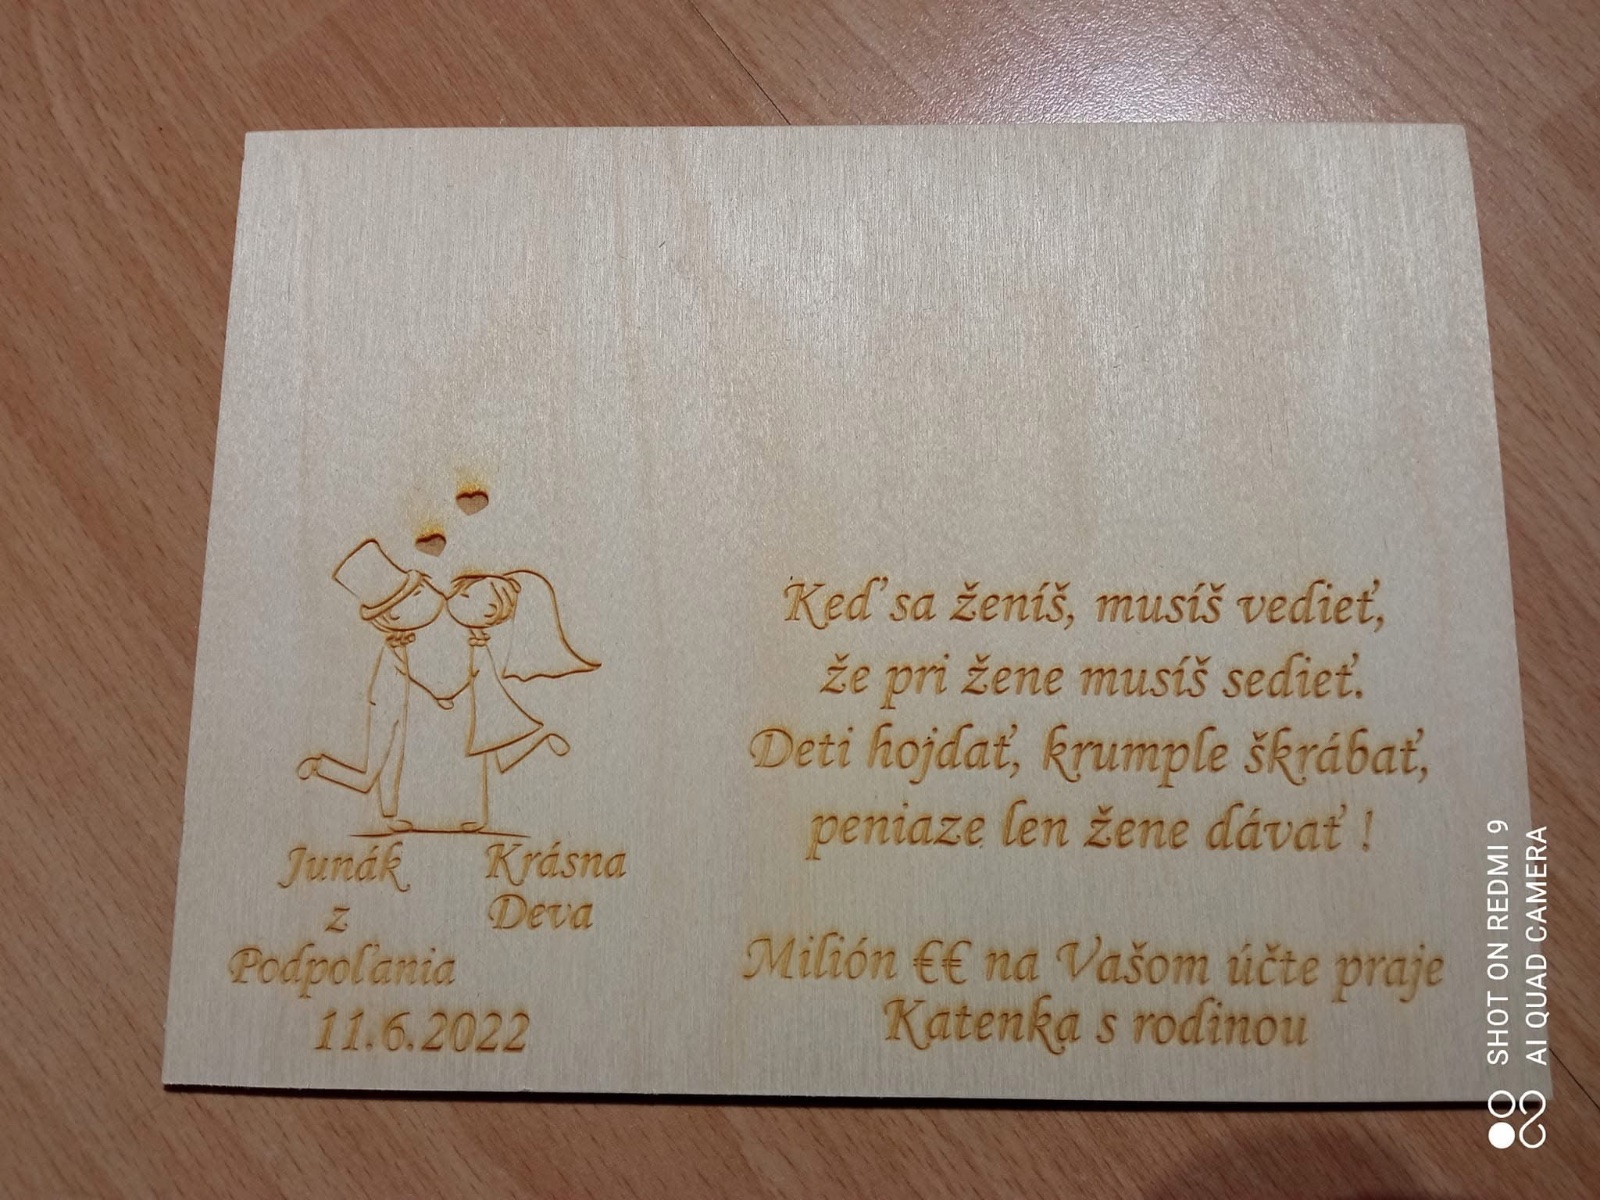 Keď sa ženíš, musíš vedieť,
že pri žene musíš sedieť.
Deti hojdať, krumple škrábať,
peniaze len žene dávať !
Milión €€ na Vašom účte praje
Katenka s rodinou
Junák
z
Podpoľania
Krásna
Deva
11.6.2022
SHOT ON REDMI 9
AI QUAD CAMERA